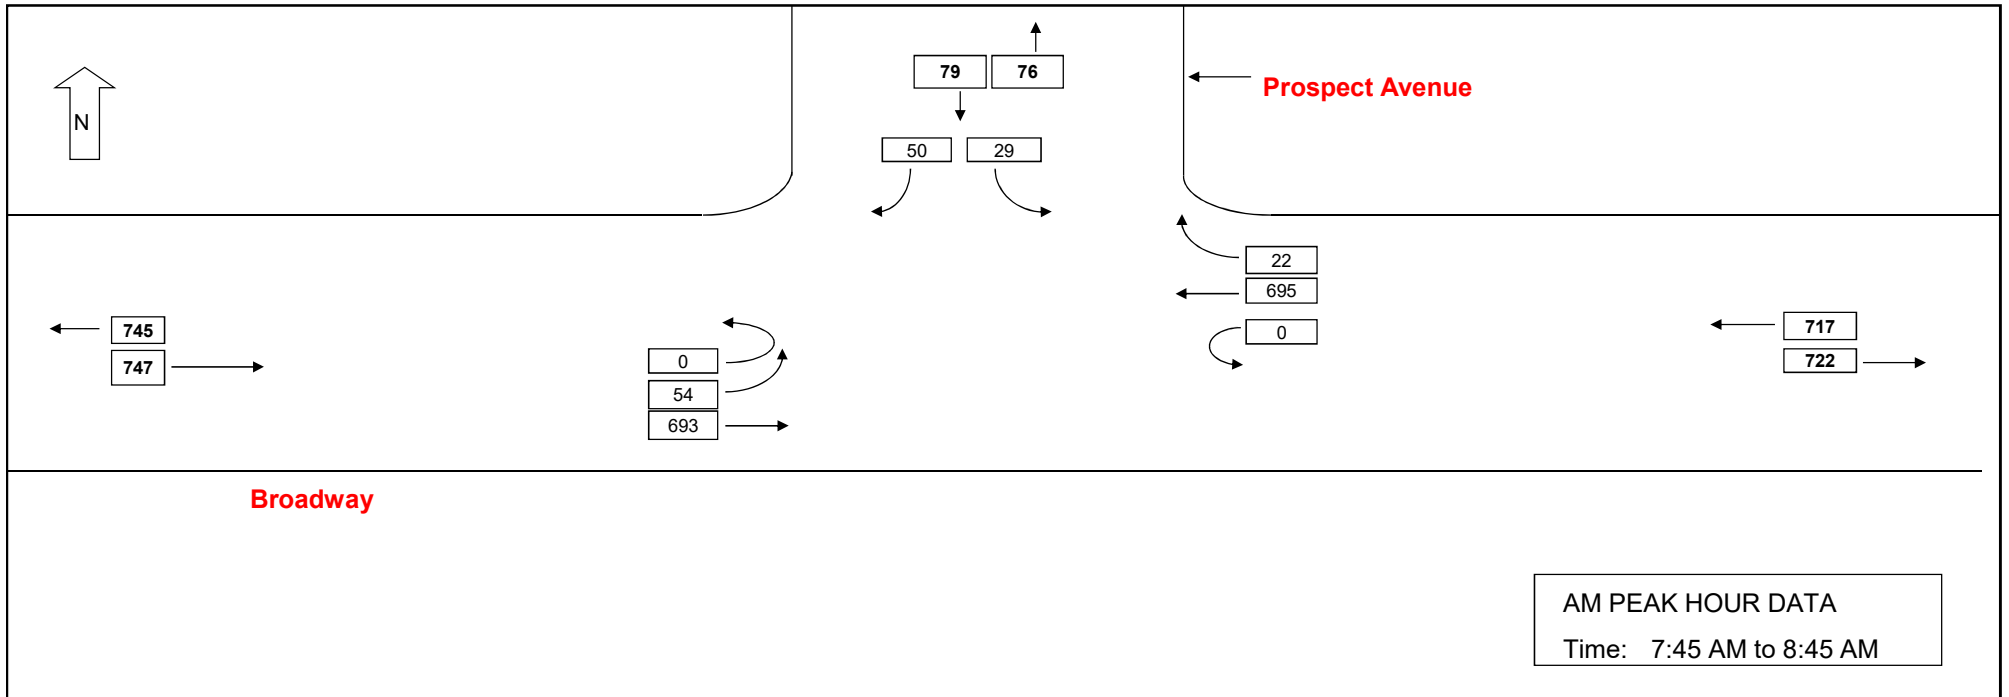 79 76
Prospect Avenue
N
50 29
22
695
0
745
747
0
54
693
717
722
Broadway
AM PEAK HOUR DATA
Time: 7:45 AM to 8:45 AM